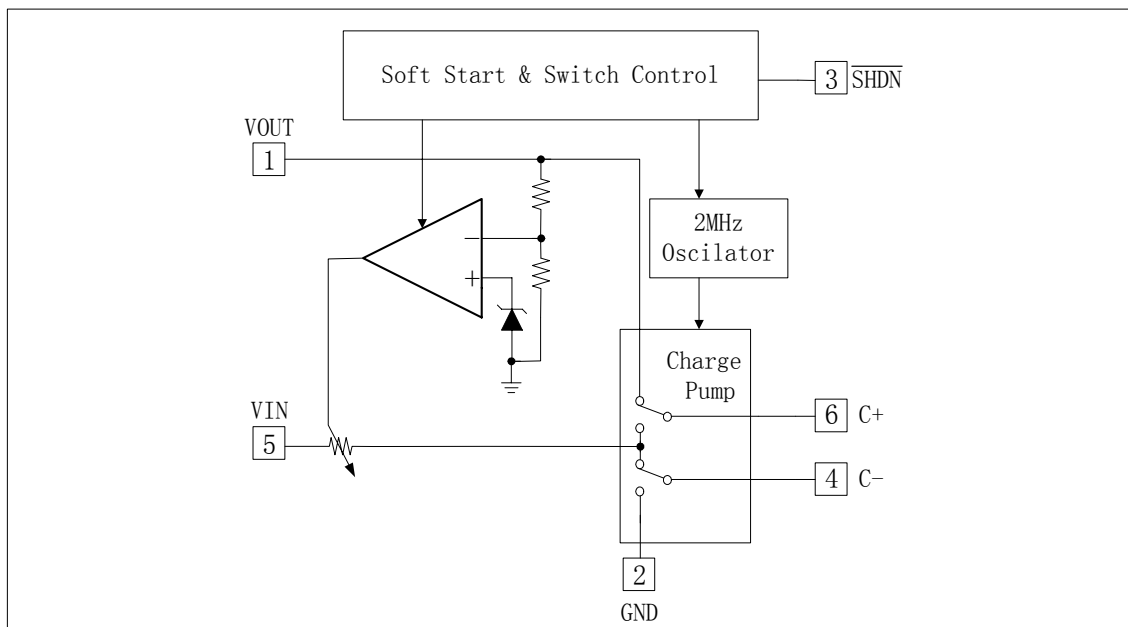 Soft Start & Switch Control
3 SHDN
VOUT
1
2MHz
Oscilator
−
+
Charge
Pump
VIN
5
6 C+
4 C-
2
GND